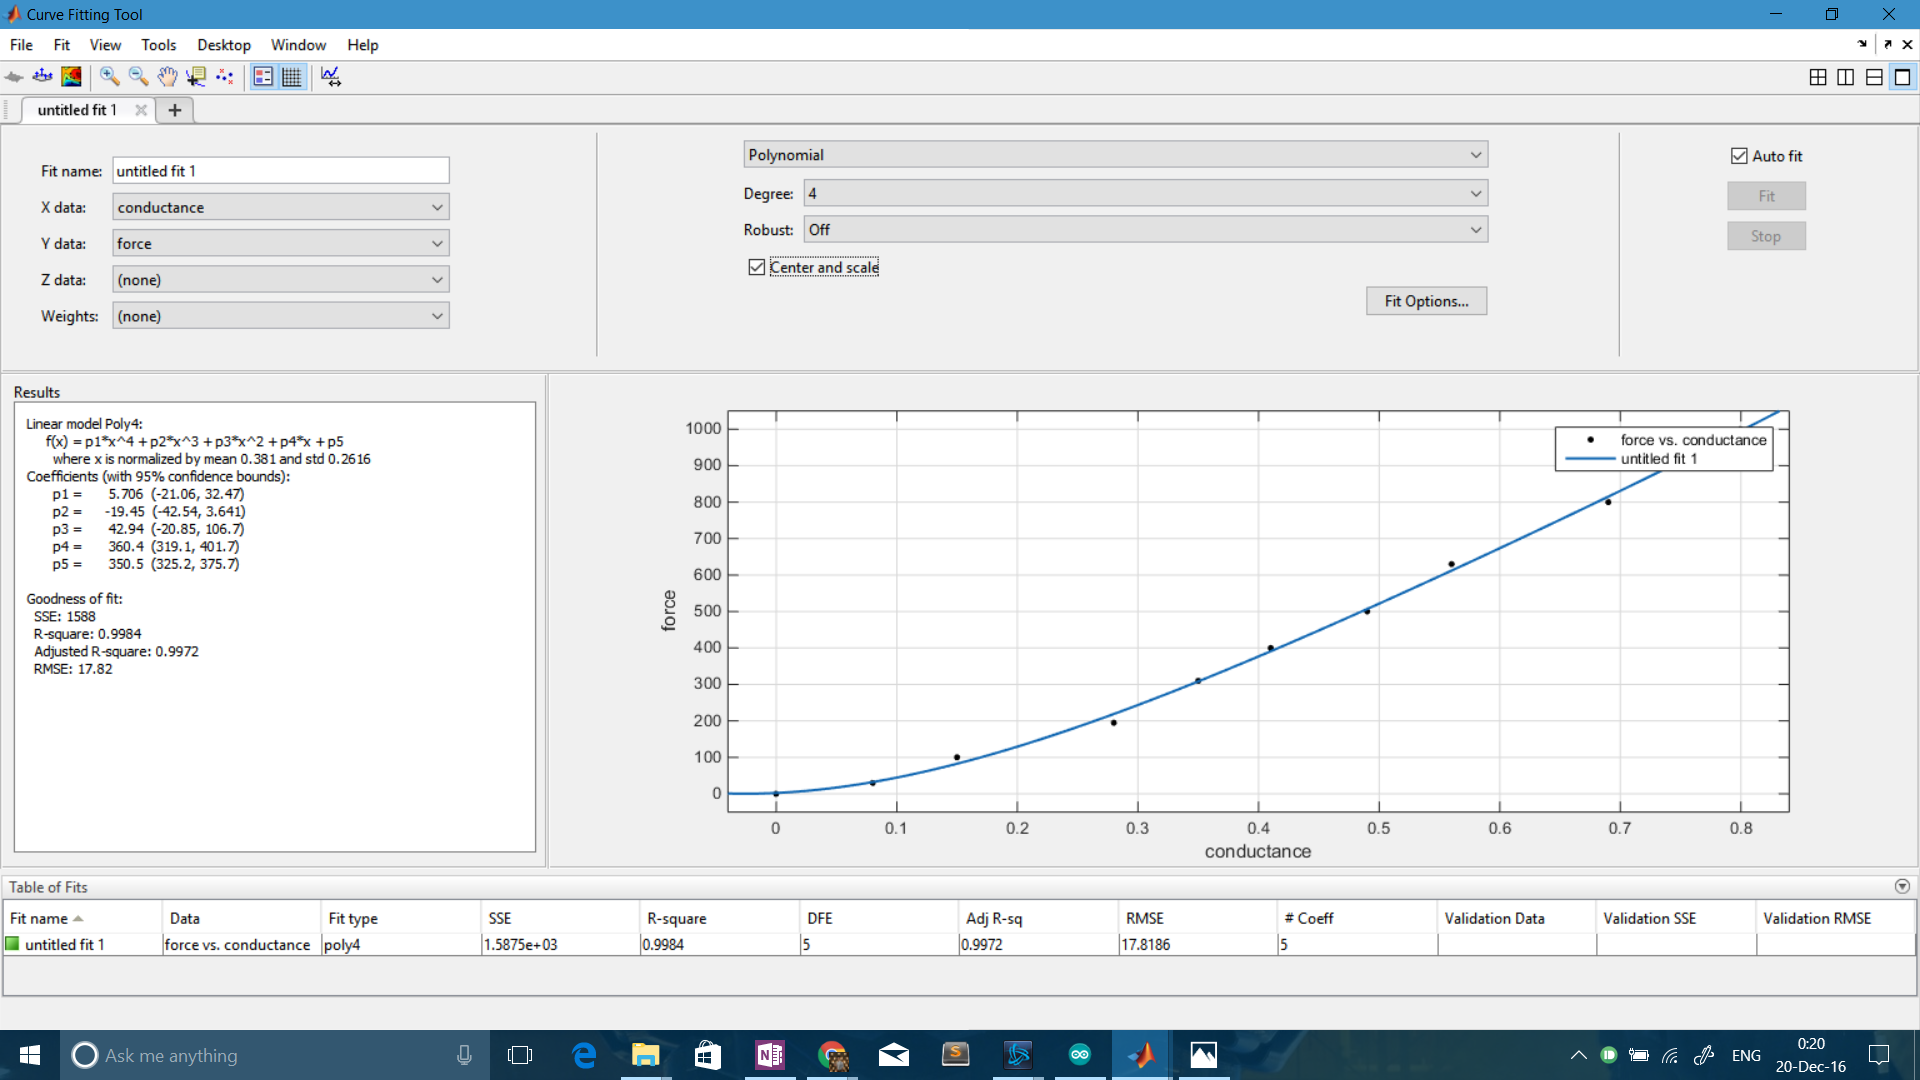 Curve Fitting Tool
File Fit View Tools Desktop Window Help
untitled fit 1
Fit name: untitled fit 1
X data: conductance
Y data: force
Z data: (none)
Weights: (none)
Polynomial
Degree: 4
Robust: Off
Center and scale
Fit Options...
Auto fit
Fit
Stop
Results
Linear model Poly4:
f(x) = p1*x^4 + p2*x^3 + p3*x^2 + p4*x + p5
where x is normalized by mean 0.381 and std 0.2616
Coefficients (with 95% confidence bounds):
p1 = 5.706 (-21.06, 32.47)
p2 = -19.45 (-42.54, 3.641)
p3 = 42.94 (-20.85, 106.7)
p4 = 360.4 (319.1, 401.7)
p5 = 350.5 (325.2, 375.7)
Goodness of fit:
SSE: 1588
R-square: 0.9984
Adjusted R-square: 0.9972
RMSE: 17.82
force vs. conductance
untitled fit 1
1000
900
800
700
600
500
400
300
200
100
0
force
0 0.1 0.2 0.3 0.4 0.5 0.6 0.7 0.8
conductance
Table of Fits
Fit name Data Fit type SSE R-square DFE Adj R-sq RMSE # Coeff Validation Data Validation SSE Validation RMSE
untitled fit 1 force vs. conductance poly4 1.5875e+03 0.9984 5 0.9972 17.8186 5
Ask me anything
ENG
0:20
20-Dec-16